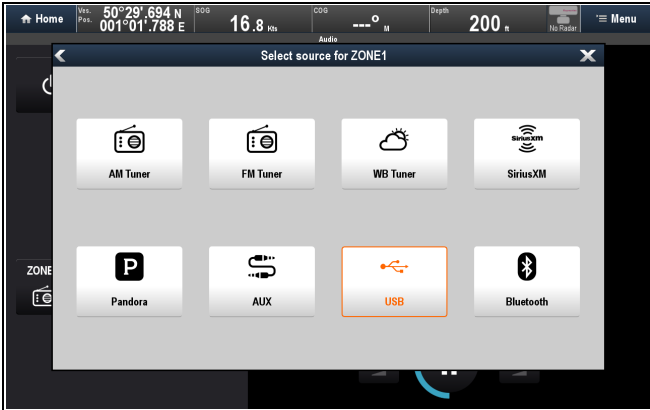 Home
Ves. Pos.
50°29'.694 N
001°01'.788 E
SOG
16.8 Kts
COG
---° M
Depth
200 ft
No Radar
Menu
Audio
Select source for ZONE1
AM Tuner
FM Tuner
WB Tuner
SiriusXM
SiriusXM
P
Pandora
AUX
USB
Bluetooth
ZONE